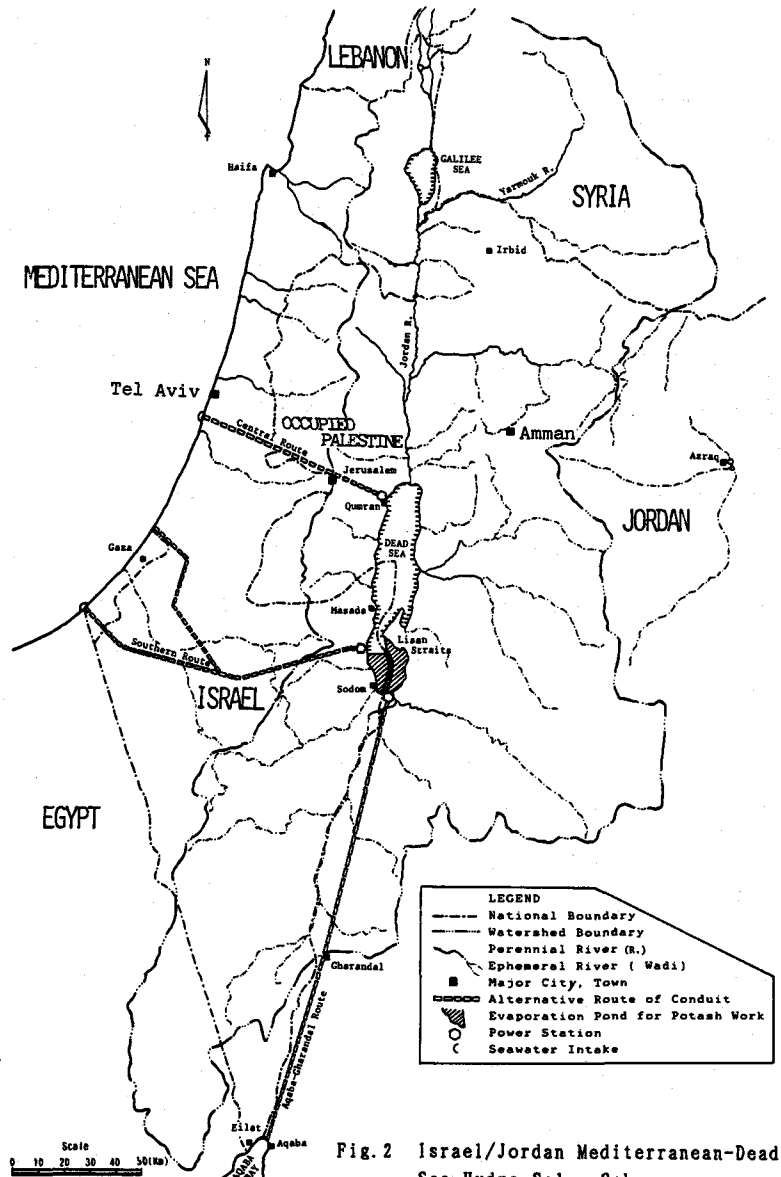 N
LEBANON
GALILEE
SEA
Haifa
Yarmouk R.
SYRIA
Irbid
MEDITERRANEAN SEA
Jordan R.
Tel Aviv
Central Route
OCCUPIED
PALESTINE
Amman
Jerusalem
Azraq
Qumran
JORDAN
DEAD
SEA
Gaza
Masada
Lisan
Straits
Southern Route
ISRAEL
Sodom
EGYPT
LEGEND
National Boundary
Watershed Boundary
Perennial River (R.)
Ephemeral River ( Wadi)
Major City, Town
Alternative Route of Conduit
Evaporation Pond for Potash Work
Power Station
Seawater Intake
Gharandal
Aqaba-Gharandal Route
Eilat
Aqaba
AQABA
Scale
0 10 20 30 40 50(Km)
Fig.2 Israel/Jordan Mediterranean-Dead